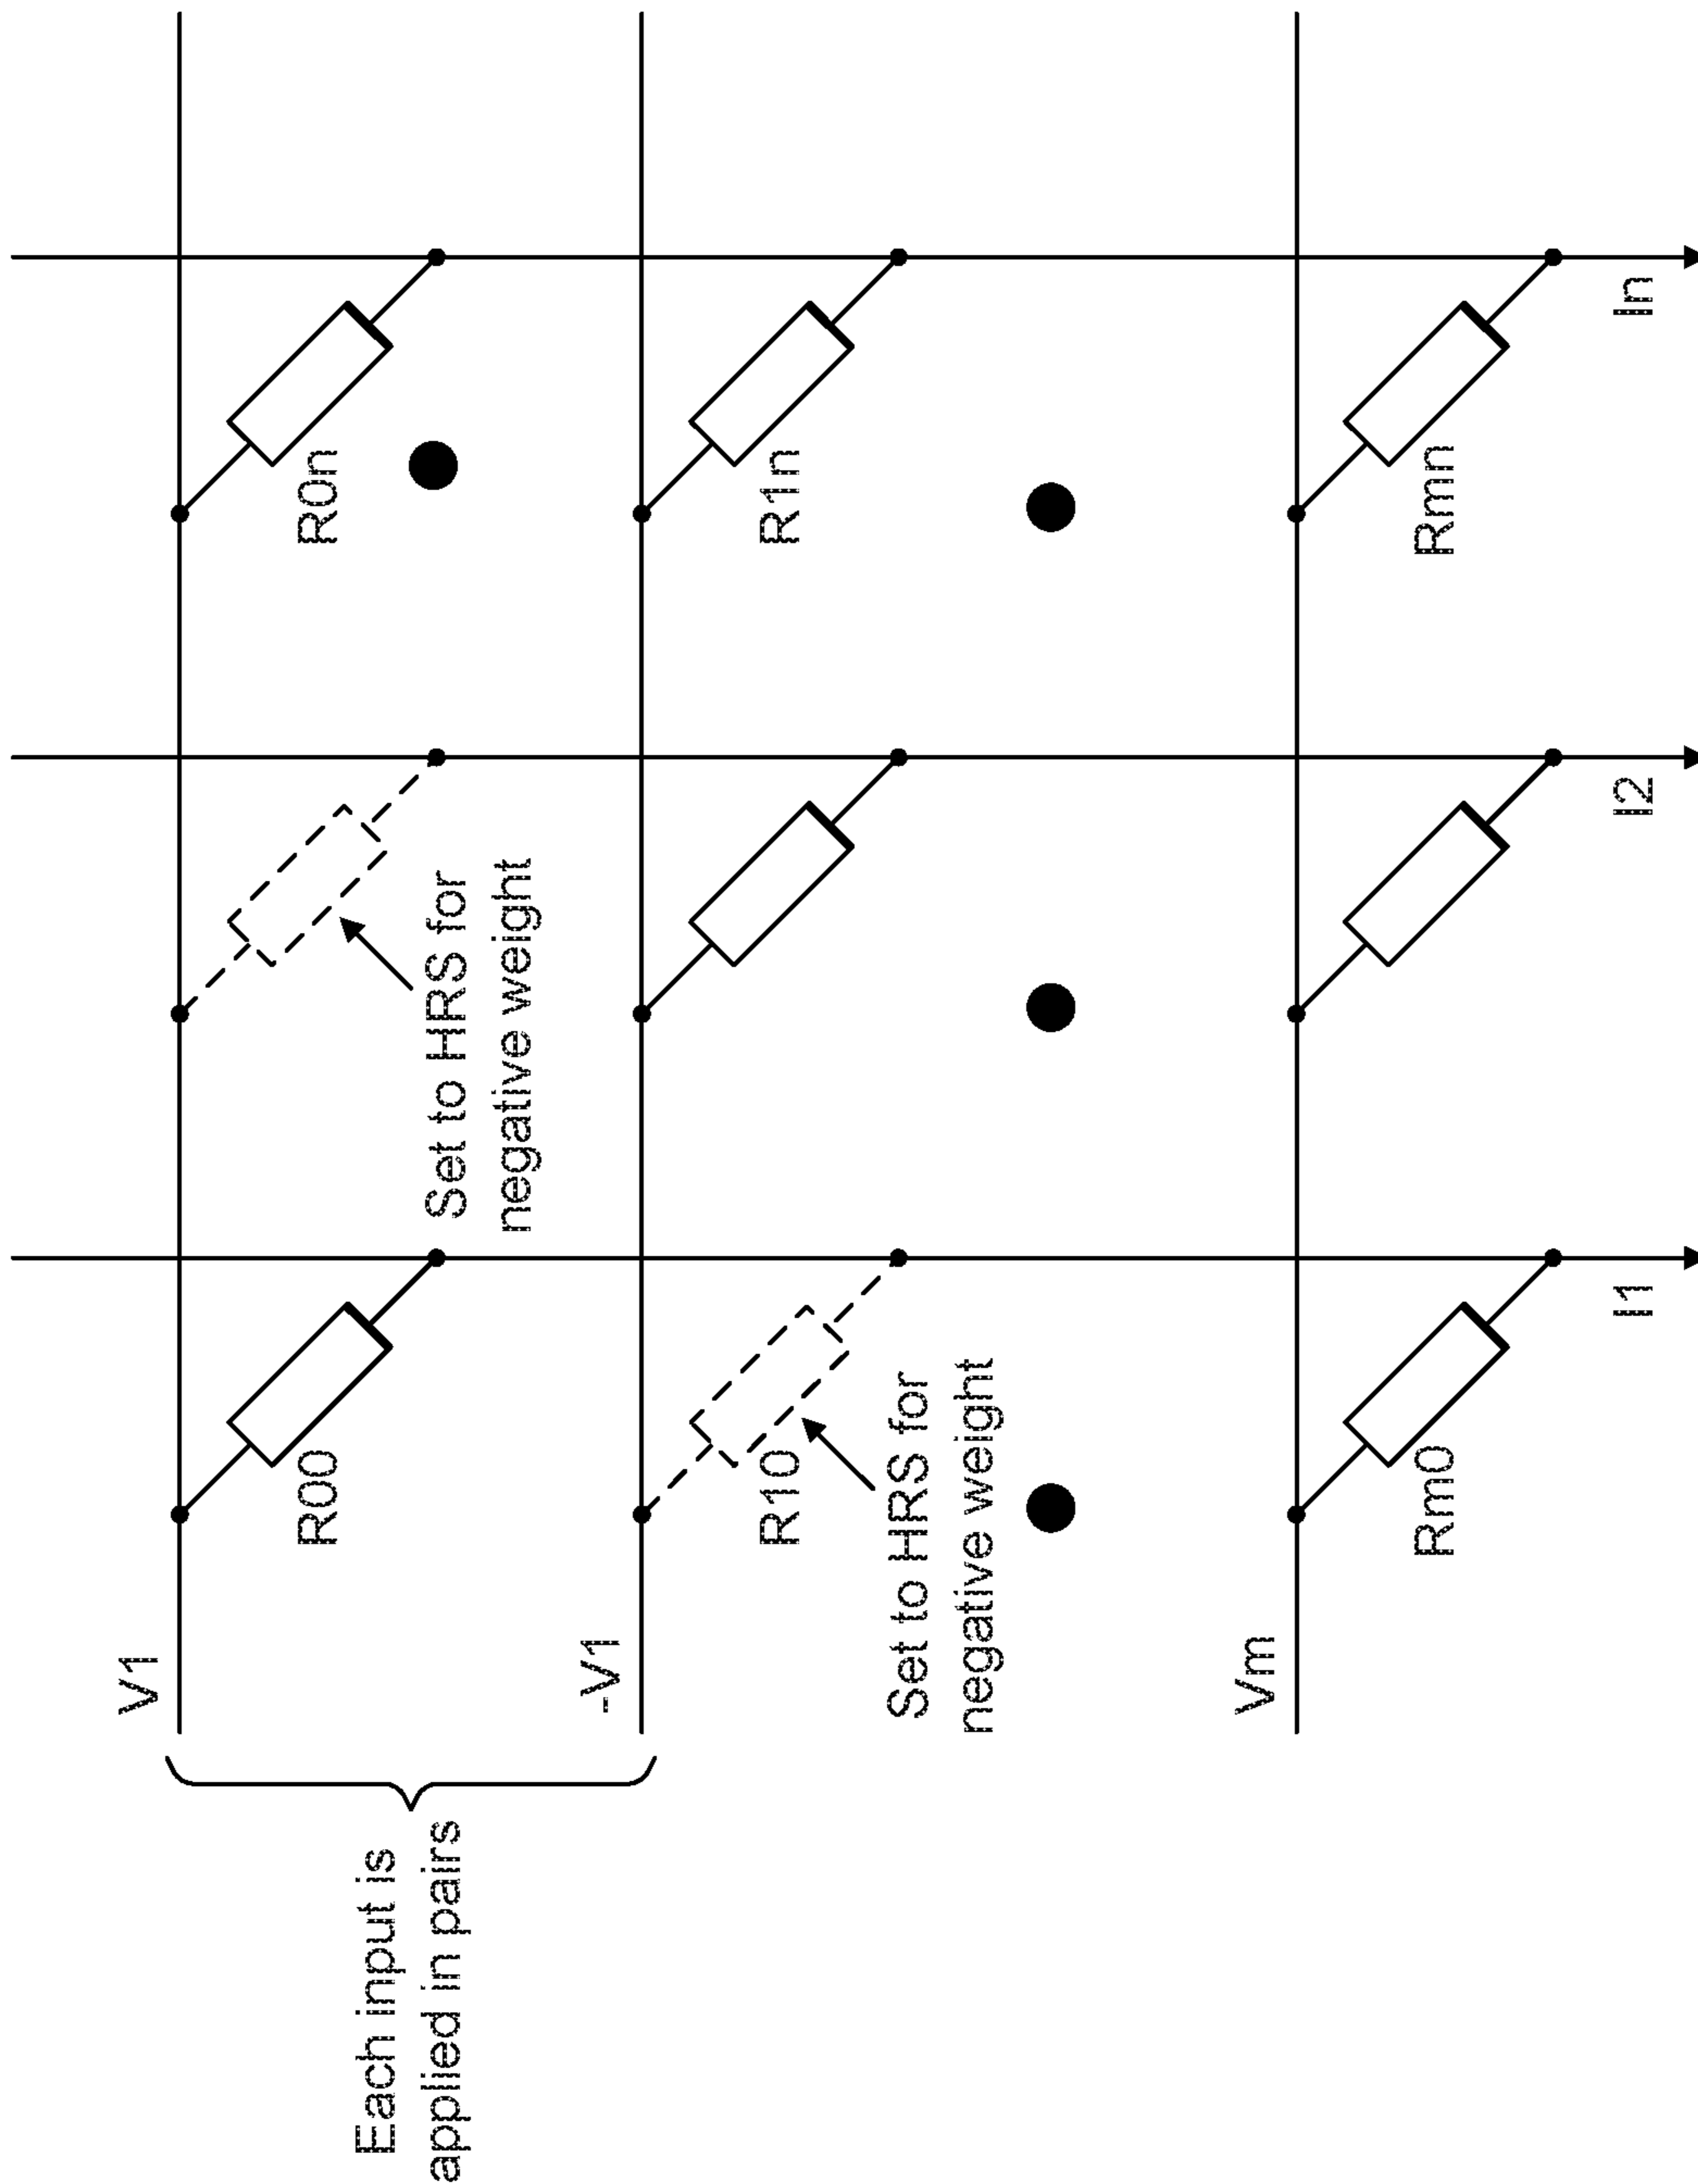 V1
R00
R0n
Each input is
applied in pairs
Set to HRS for
negative weight
-V1
R10
R1n
Set to HRS for
negative weight
Vm
Rm0
Rmn
I1
I2
In